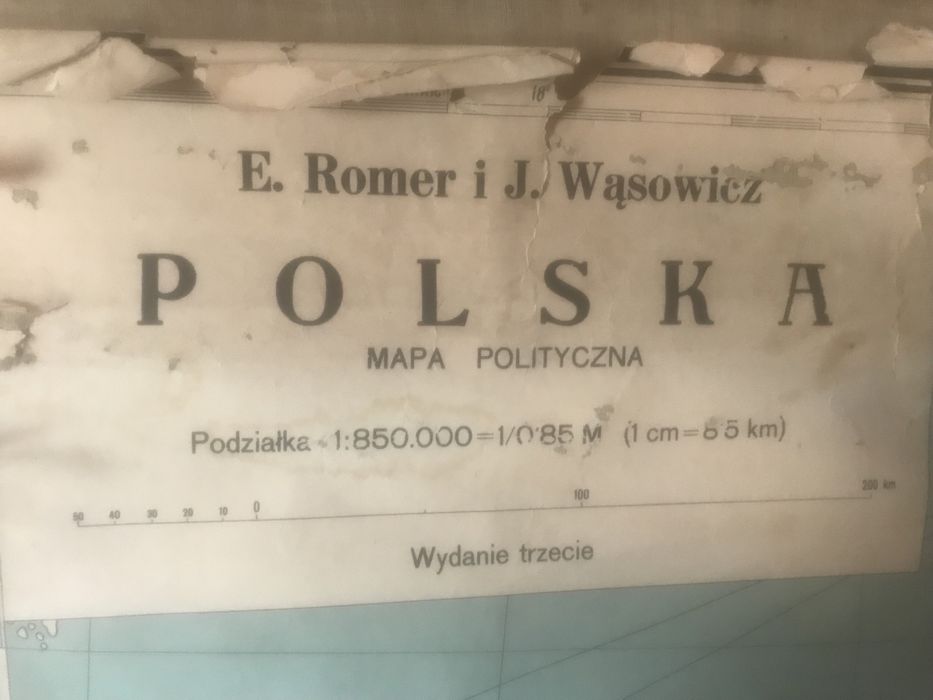 18°
E. Romer i J. Wąsowicz
POLSKA
MAPA POLITYCZNA
Podziałka 1:850.000=1/0'85 M (1 cm=8'5 km)
50 40 30 20 10 0 100 200 km
Wydanie trzecie